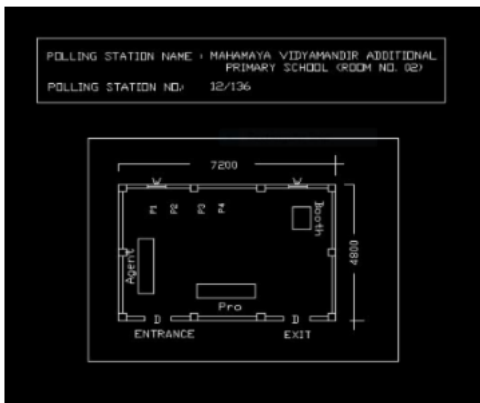 POLLING STATION NAME : MAHAMAYA VIDYAMANDIR ADDITIONAL
PRIMARY SCHOOL (ROOM NO. 02)
POLLING STATION NO: 12/136
7200
W W
P1 P2 P3 P4
Booth
Agent
4800
Pro
D D
ENTRANCE EXIT